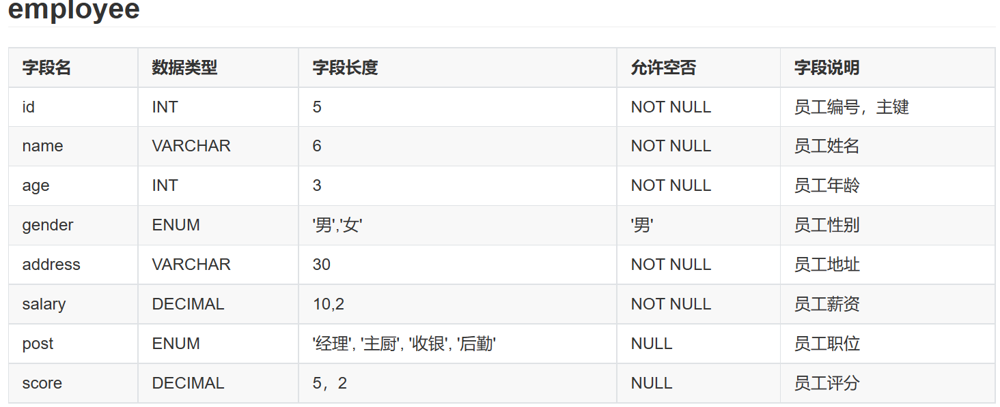 employee
字段名 数据类型 字段长度 允许空否 字段说明
id INT 5 NOT NULL 员工编号，主键
name VARCHAR 6 NOT NULL 员工姓名
age INT 3 NOT NULL 员工年龄
gender ENUM '男','女' '男' 员工性别
address VARCHAR 30 NOT NULL 员工地址
salary DECIMAL 10,2 NOT NULL 员工薪资
post ENUM '经理', '主厨', '收银', '后勤' NULL 员工职位
score DECIMAL 5，2 NULL 员工评分